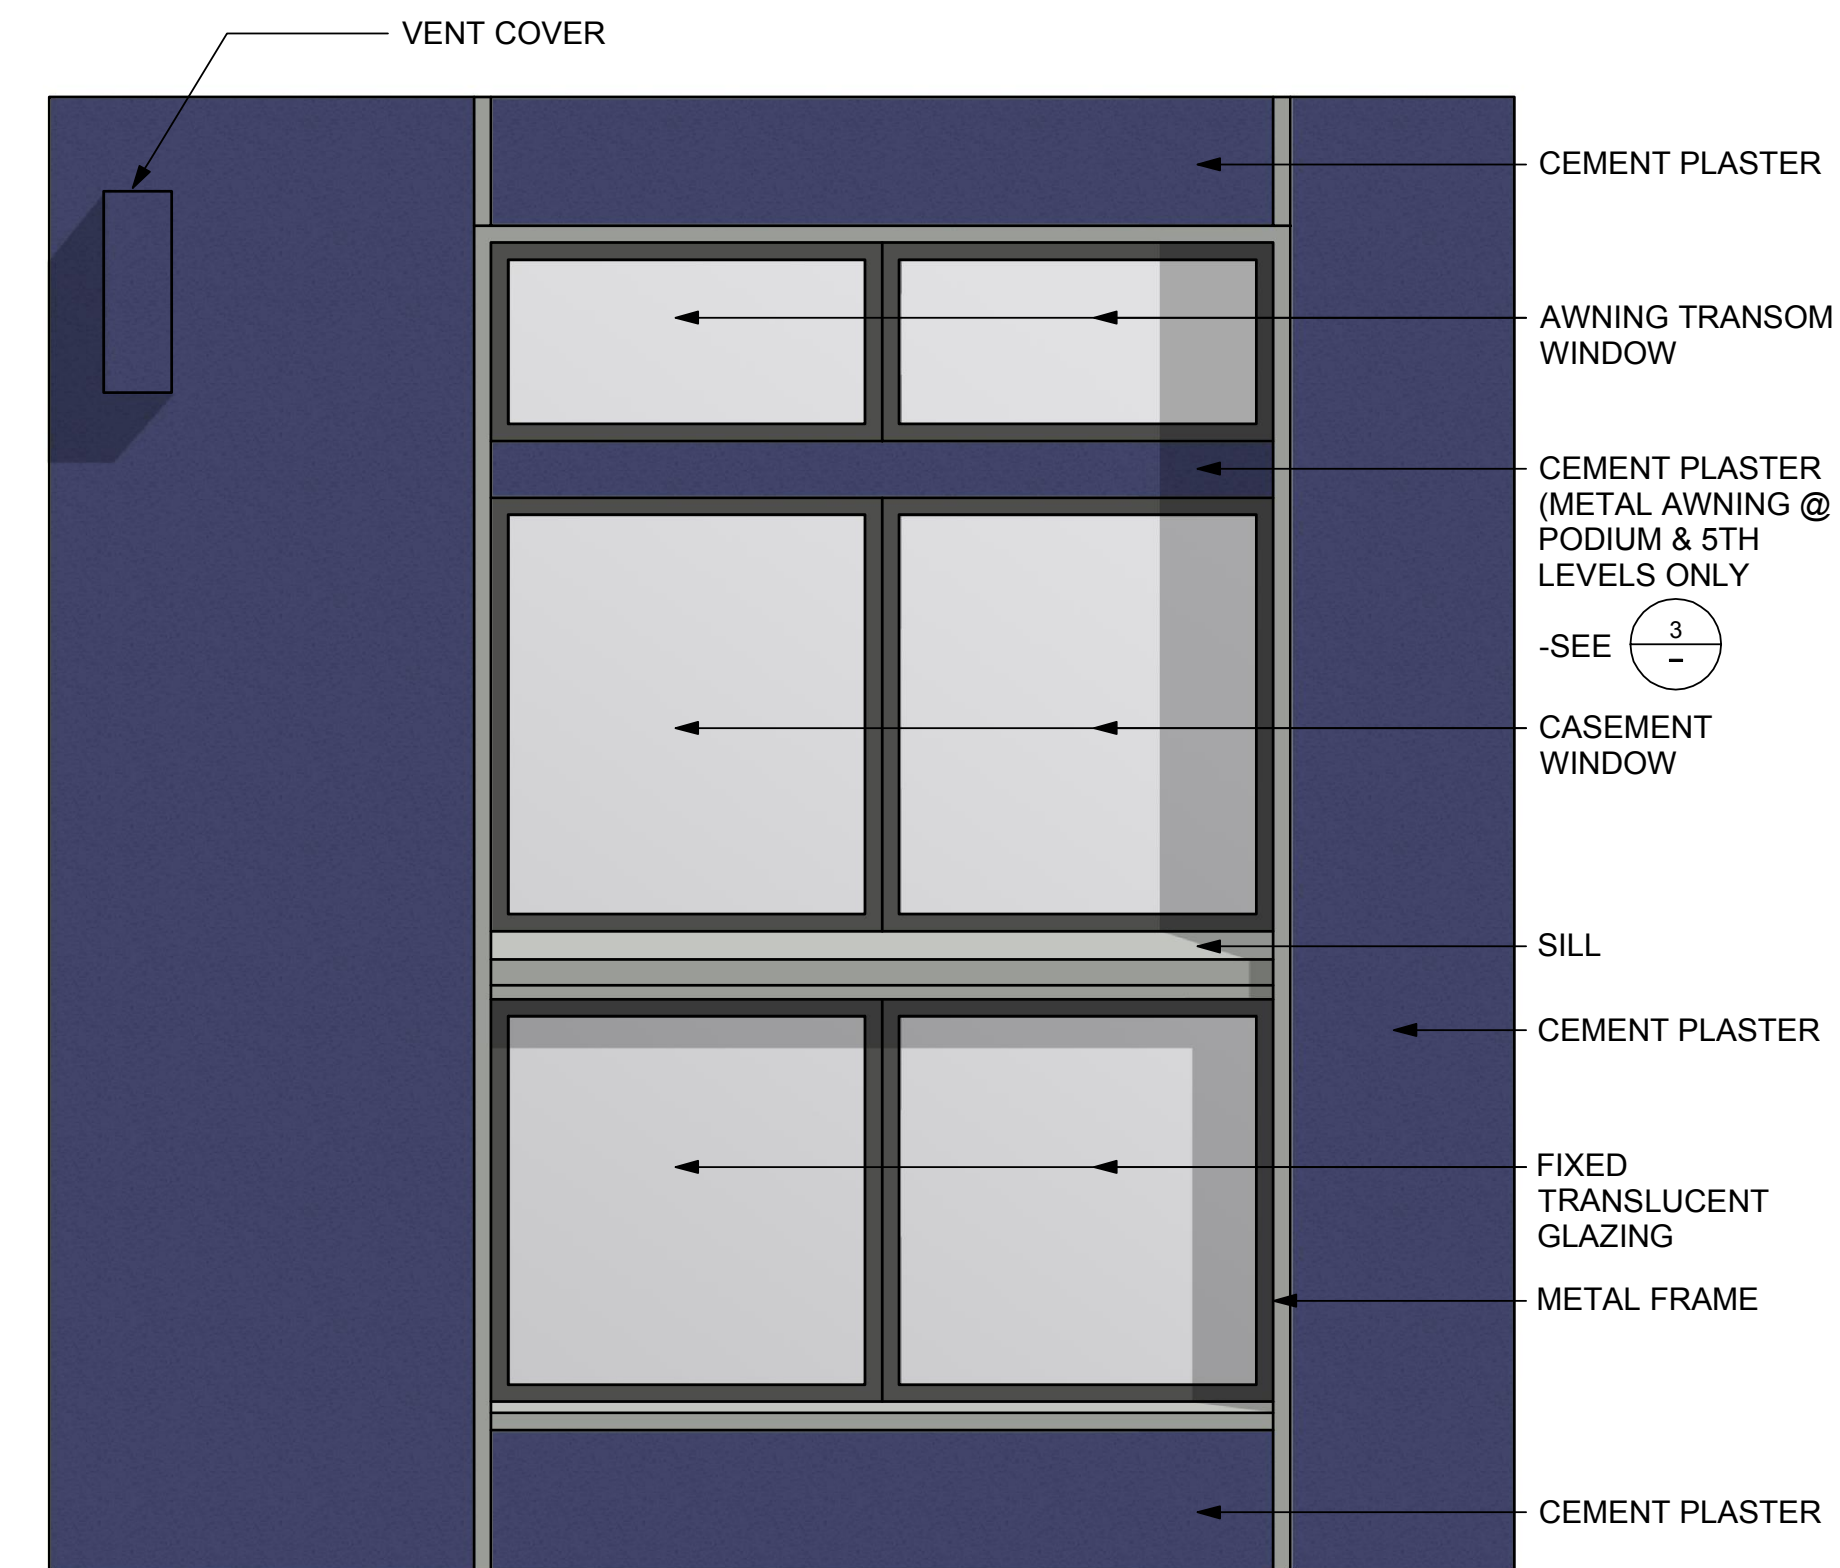 VENT COVER
CEMENT PLASTER
AWNING TRANSOM
WINDOW
CEMENT PLASTER
(METAL AWNING @
PODIUM & 5TH
LEVELS ONLY
-SEE 3
–
CASEMENT
WINDOW
SILL
CEMENT PLASTER
FIXED
TRANSLUCENT
GLAZING
METAL FRAME
CEMENT PLASTER